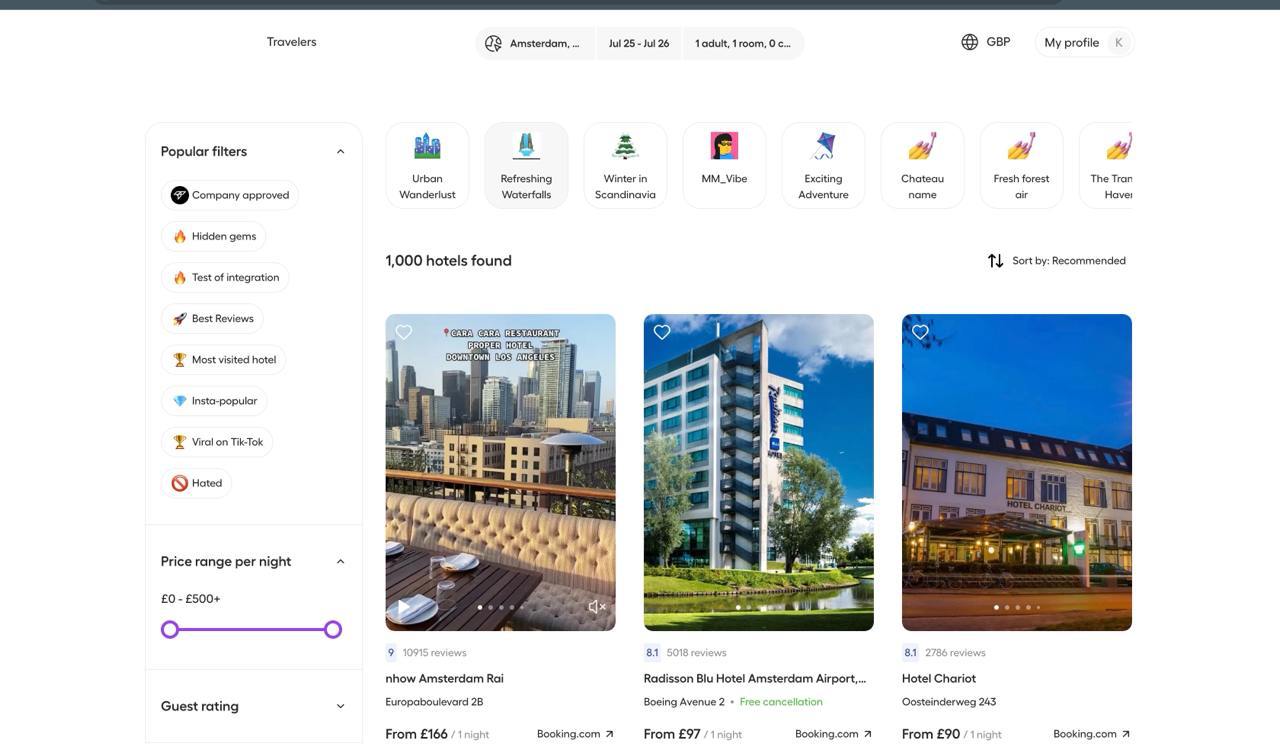 Travelers
Amsterdam, ...
Jul 25 - Jul 26
1 adult, 1 room, 0 c...
GBP
My profile
K
Popular filters
Company approved
Hidden gems
Test of integration
Best Reviews
Most visited hotel
Insta-popular
Viral on Tik-Tok
Hated
Price range per night
£0 - £500+
Guest rating
Urban
Wanderlust
Refreshing
Waterfalls
Winter in
Scandinavia
MM_Vibe
Exciting
Adventure
Chateau
name
Fresh forest
air
The Tran
Haven
1,000 hotels found
Sort by: Recommended
CARA CARA RESTAURANT
PROPER HOTEL
DOWNTOWN LOS ANGELES
9 10915 reviews
nhow Amsterdam Rai
Europaboulevard 2B
From £166 / 1 night
Booking.com
Radisson
Blu
HOTEL
8.1 5018 reviews
Radisson Blu Hotel Amsterdam Airport,...
Boeing Avenue 2 • Free cancellation
From £97 / 1 night
Booking.com
HOTEL CHARIOT
8.1 2786 reviews
Hotel Chariot
Oosteinderweg 243
From £90 / 1 night
Booking.com